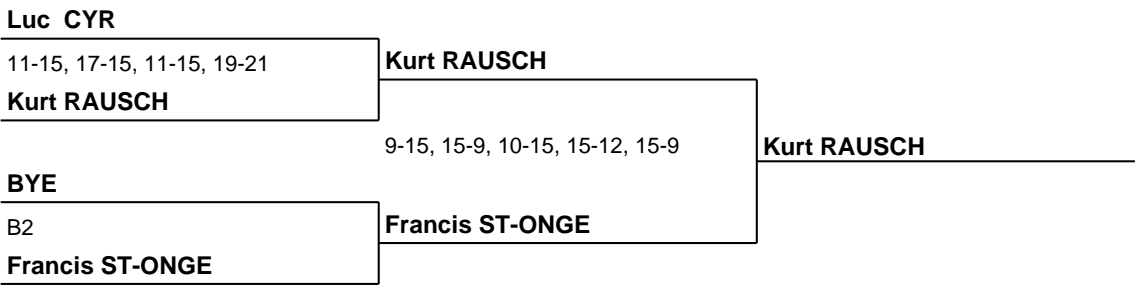 Luc CYR
11-15, 17-15, 11-15, 19-21
Kurt RAUSCH
Kurt RAUSCH
9-15, 15-9, 10-15, 15-12, 15-9
Kurt RAUSCH
BYE
B2
Francis ST-ONGE
Francis ST-ONGE